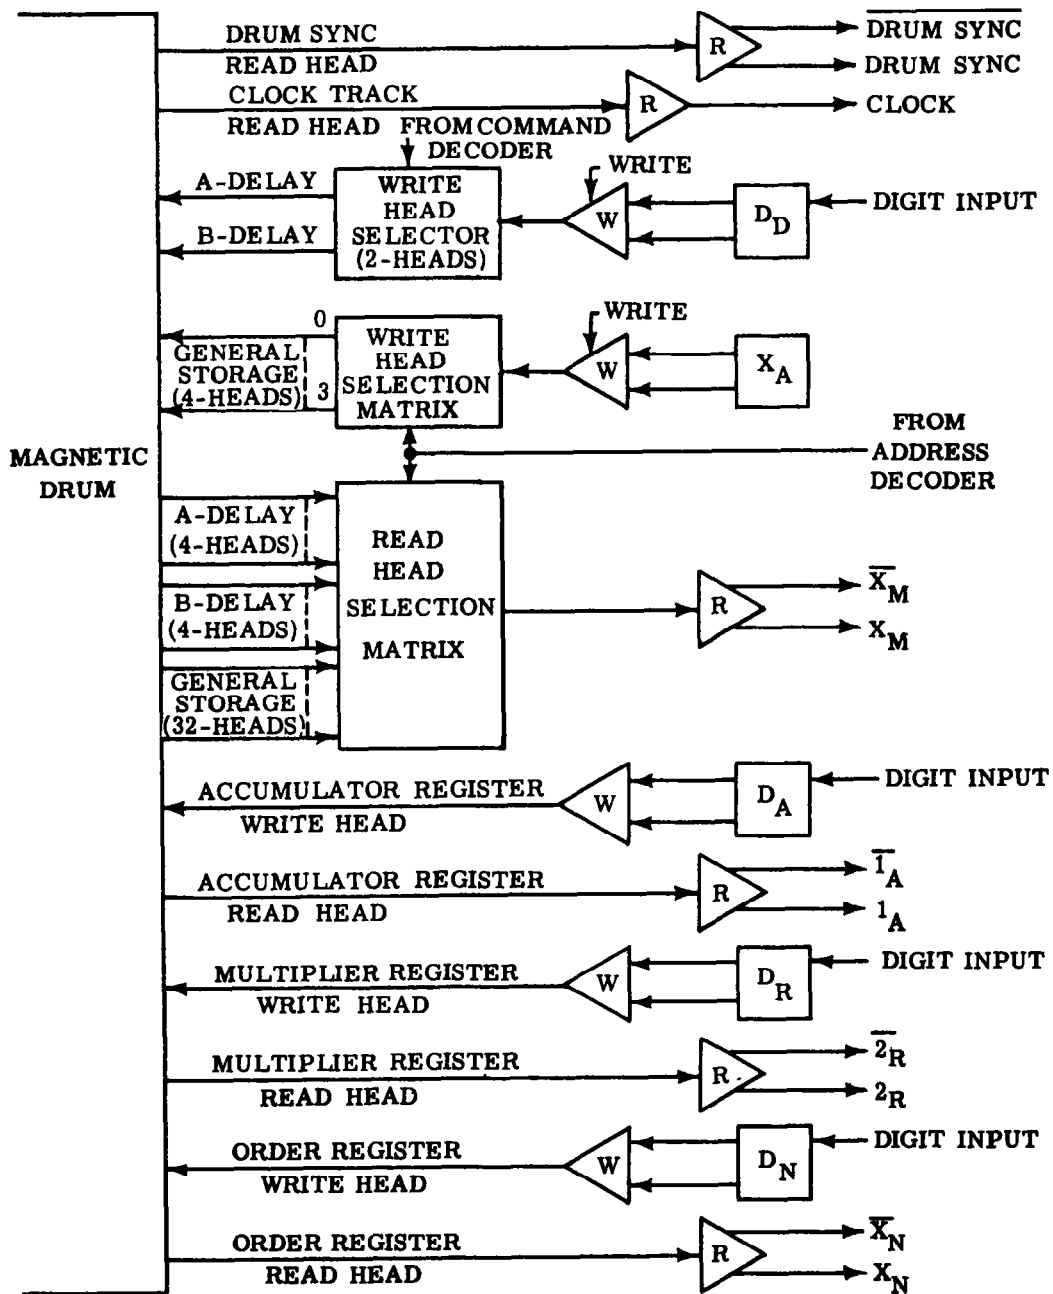 DRUM SYNC
READ HEAD
R
D̅R̅U̅M̅ ̅S̅Y̅N̅C̅
DRUM SYNC
CLOCK TRACK
READ HEAD
R
CLOCK
FROM COMMAND
DECODER
A-DELAY
B-DELAY
WRITE
HEAD
SELECTOR
(2-HEADS)
WRITE
W
D_D
DIGIT INPUT
0
GENERAL
STORAGE
(4-HEADS)
3
WRITE
HEAD
SELECTION
MATRIX
WRITE
W
X_A
FROM
ADDRESS
DECODER
MAGNETIC
DRUM
A-DELAY
(4-HEADS)
B-DELAY
(4-HEADS)
GENERAL
STORAGE
(32-HEADS)
READ
HEAD
SELECTION
MATRIX
R
X̅_M
X_M
ACCUMULATOR REGISTER
WRITE HEAD
W
D_A
DIGIT INPUT
ACCUMULATOR REGISTER
READ HEAD
R
1̅_A
1_A
MULTIPLIER REGISTER
WRITE HEAD
W
D_R
DIGIT INPUT
MULTIPLIER REGISTER
READ HEAD
R
2̅_R
2_R
ORDER REGISTER
WRITE HEAD
W
D_N
DIGIT INPUT
ORDER REGISTER
READ HEAD
R
X̅_N
X_N